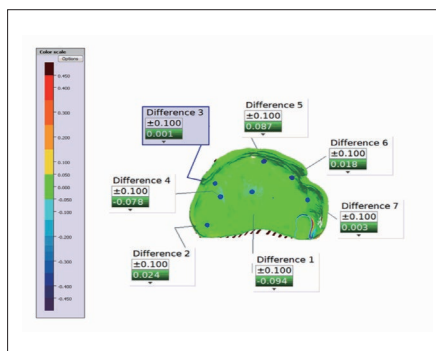 Color scale
Options
0.450
0.400
0.300
0.200
0.100
0.050
-0.050
-0.100
-0.200
-0.300
-0.400
-0.450
Difference 5
±0.100
0.087
Difference 3
±0.100
0.001
Difference 6
±0.100
0.018
Difference 4
±0.100
-0.078
Difference 7
±0.100
0.003
Difference 2
±0.100
0.024
Difference 1
±0.100
-0.094